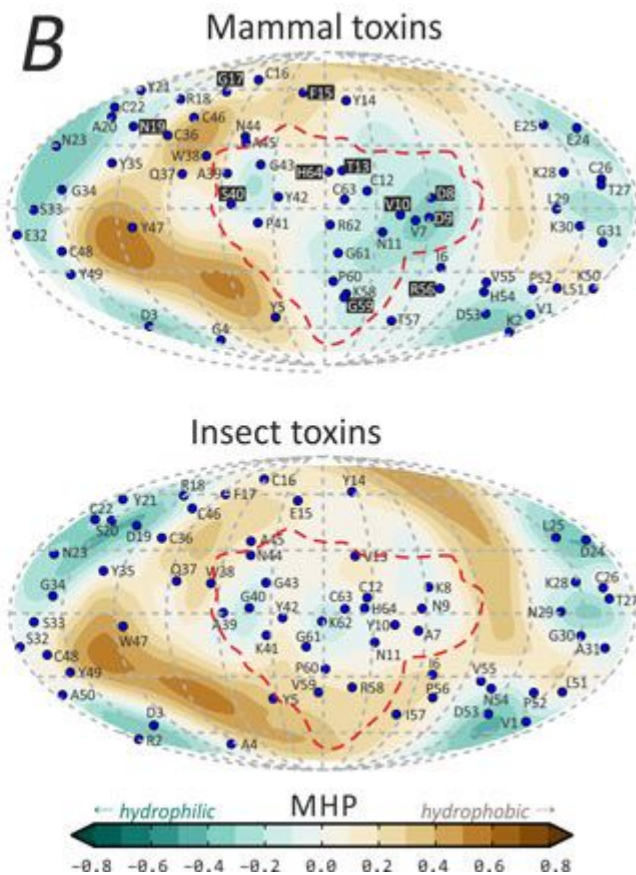 B
Mammal toxins
Y21 G17 C16 F15 Y14
C22 R18
A20 N19 C36 C46 N44 A45 E25 E24
N23
Y35 W38 G43 H64 T13 K28 C26
Q37 A39 C12 T27
G34 S40 Y42 C63 V10 D8 L29
S33 P41 R62 V7 D9 K30
E32 Y47 N11 G31
C48 G61 I6
Y49 P60 K58 R56 V55 P52 L51 K50
G59 H54
D3 G4 Y5 T57 D53 V1 K2
Insect toxins
C16 Y14
Y21 R18 F17 E15
C22 S20 D19 C46 C36 L25 D24
N23 A45 N44 V13
Y35 Q37 W38 G43 K28 C26
G34 G40 C63 C12 K8 T27
S33 A39 Y42 K62 H64 N9 N29
S32 W47 K41 G61 Y10 A7 G30
C48 N11 A31
Y49 P60 I6 V55
A50 Y5 V59 R58 P56 N54 P52 L51
D3 I57 D53 V1
R2 A4
← hydrophilic MHP hydrophobic →
−0.8 −0.6 −0.4 −0.2 0.0 0.2 0.4 0.6 0.8